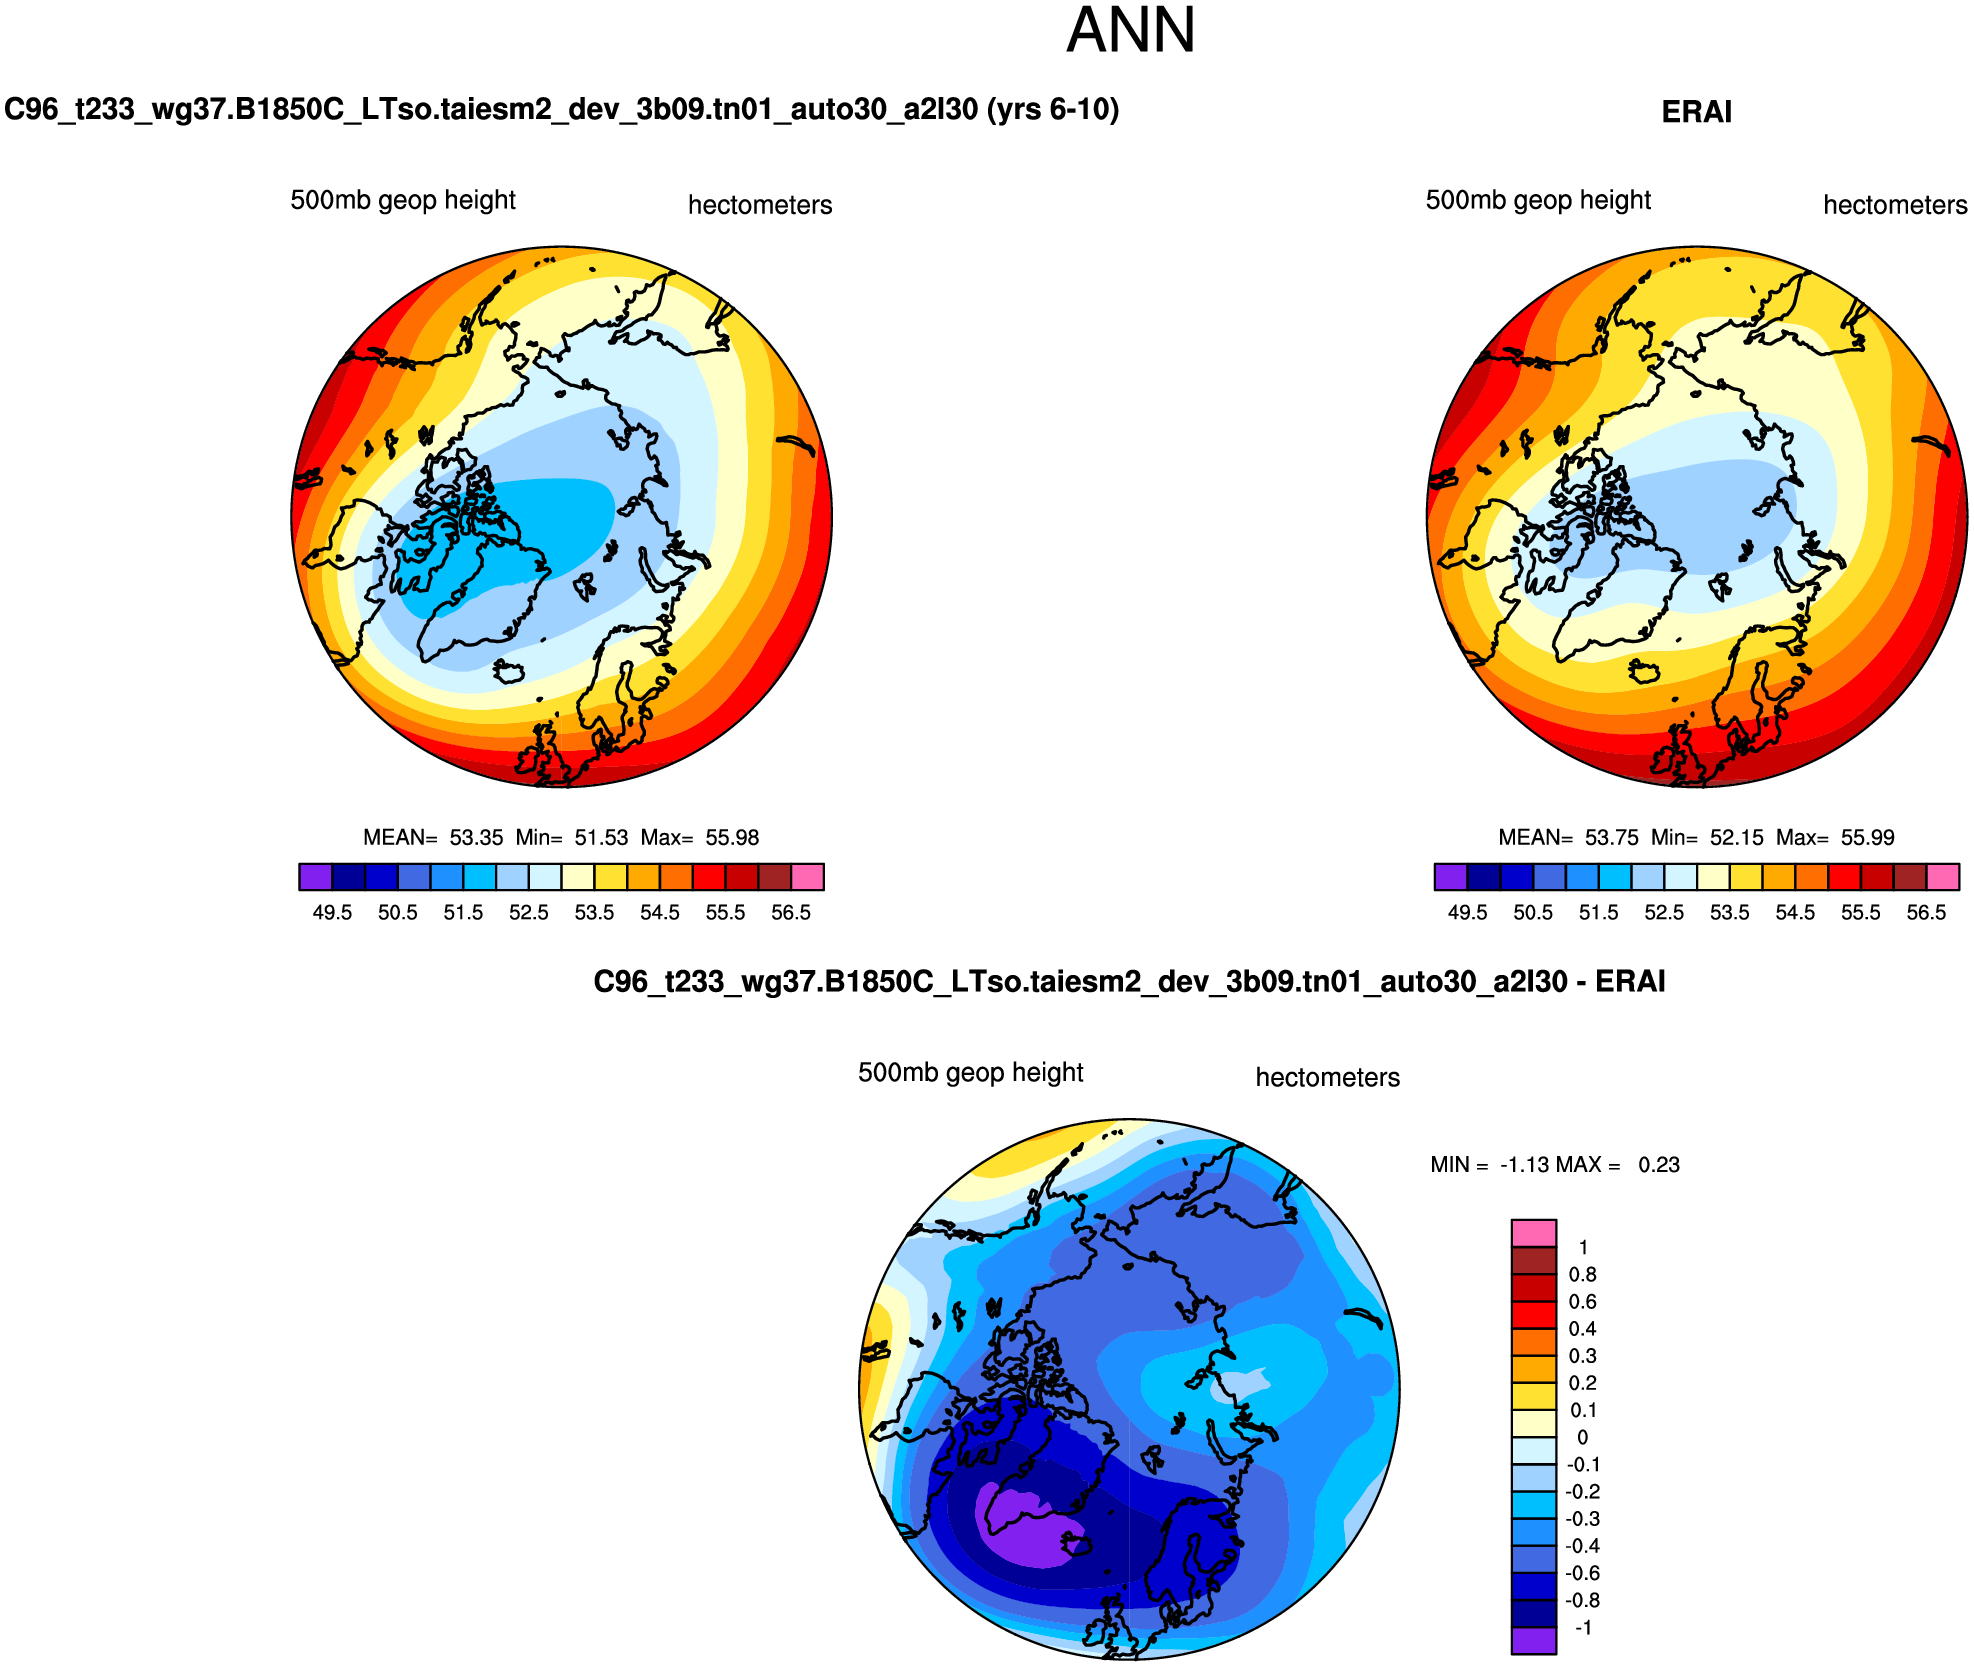 ANN
C96_t233_wg37.B1850C_LTso.taiesm2_dev_3b09.tn01_auto30_a2l30 (yrs 6-10)
ERAI
500mb geop height hectometers
500mb geop height hectometers
MEAN= 53.35 Min= 51.53 Max= 55.98
MEAN= 53.75 Min= 52.15 Max= 55.99
49.5 50.5 51.5 52.5 53.5 54.5 55.5 56.5
49.5 50.5 51.5 52.5 53.5 54.5 55.5 56.5
C96_t233_wg37.B1850C_LTso.taiesm2_dev_3b09.tn01_auto30_a2l30 - ERAI
500mb geop height hectometers
MIN = -1.13 MAX = 0.23
1
0.8
0.6
0.4
0.3
0.2
0.1
0
-0.1
-0.2
-0.3
-0.4
-0.6
-0.8
-1